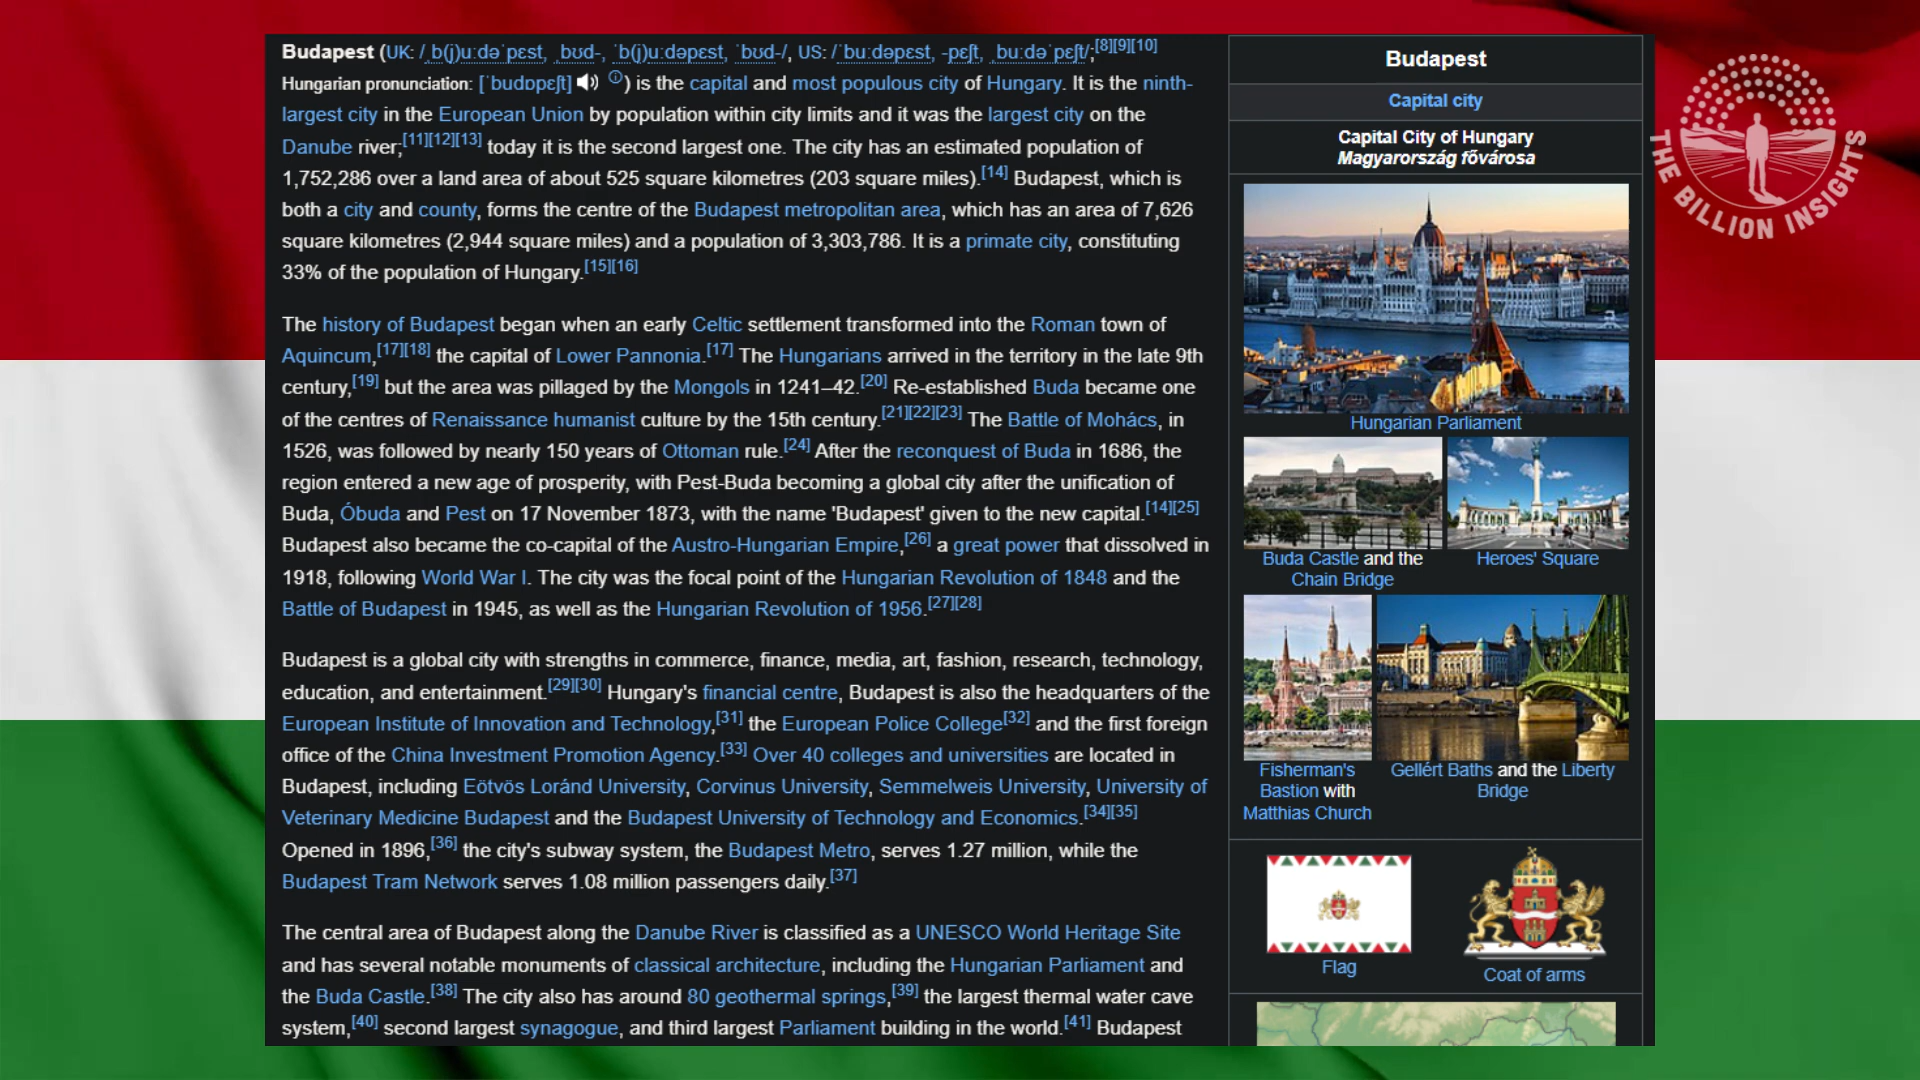 Budapest (UK: /ˌb(j)uːdəˈpɛst, ˌbʊd-, ˈb(j)uːdəpɛst, ˈbʊd-/, US: /ˈbuːdəpɛst, -pɛʃt, ˌbuːdəˈpɛʃt/;[8][9][10]
Hungarian pronunciation: [ˈbudɒpɛʃt] ⓘ) is the capital and most populous city of Hungary. It is the ninth-
largest city in the European Union by population within city limits and it was the largest city on the
Danube river;[11][12][13] today it is the second largest one. The city has an estimated population of
1,752,286 over a land area of about 525 square kilometres (203 square miles).[14] Budapest, which is
both a city and county, forms the centre of the Budapest metropolitan area, which has an area of 7,626
square kilometres (2,944 square miles) and a population of 3,303,786. It is a primate city, constituting
33% of the population of Hungary.[15][16]
The history of Budapest began when an early Celtic settlement transformed into the Roman town of
Aquincum,[17][18] the capital of Lower Pannonia.[17] The Hungarians arrived in the territory in the late 9th
century,[19] but the area was pillaged by the Mongols in 1241–42.[20] Re-established Buda became one
of the centres of Renaissance humanist culture by the 15th century.[21][22][23] The Battle of Mohács, in
1526, was followed by nearly 150 years of Ottoman rule.[24] After the reconquest of Buda in 1686, the
region entered a new age of prosperity, with Pest-Buda becoming a global city after the unification of
Buda, Óbuda and Pest on 17 November 1873, with the name 'Budapest' given to the new capital.[14][25]
Budapest also became the co-capital of the Austro-Hungarian Empire,[26] a great power that dissolved in
1918, following World War I. The city was the focal point of the Hungarian Revolution of 1848 and the
Battle of Budapest in 1945, as well as the Hungarian Revolution of 1956.[27][28]
Budapest is a global city with strengths in commerce, finance, media, art, fashion, research, technology,
education, and entertainment.[29][30] Hungary's financial centre, Budapest is also the headquarters of the
European Institute of Innovation and Technology,[31] the European Police College[32] and the first foreign
office of the China Investment Promotion Agency.[33] Over 40 colleges and universities are located in
Budapest, including Eötvös Loránd University, Corvinus University, Semmelweis University, University of
Veterinary Medicine Budapest and the Budapest University of Technology and Economics.[34][35]
Opened in 1896,[36] the city's subway system, the Budapest Metro, serves 1.27 million, while the
Budapest Tram Network serves 1.08 million passengers daily.[37]
The central area of Budapest along the Danube River is classified as a UNESCO World Heritage Site
and has several notable monuments of classical architecture, including the Hungarian Parliament and
the Buda Castle.[38] The city also has around 80 geothermal springs,[39] the largest thermal water cave
system,[40] second largest synagogue, and third largest Parliament building in the world.[41] Budapest
Budapest
Capital city
Capital City of Hungary
Magyarország fővárosa
Hungarian Parliament
Buda Castle and the
Chain Bridge
Heroes' Square
Fisherman's
Bastion with
Matthias Church
Gellért Baths and the Liberty
Bridge
Flag
Coat of arms
THE BILLION INSIGHTS